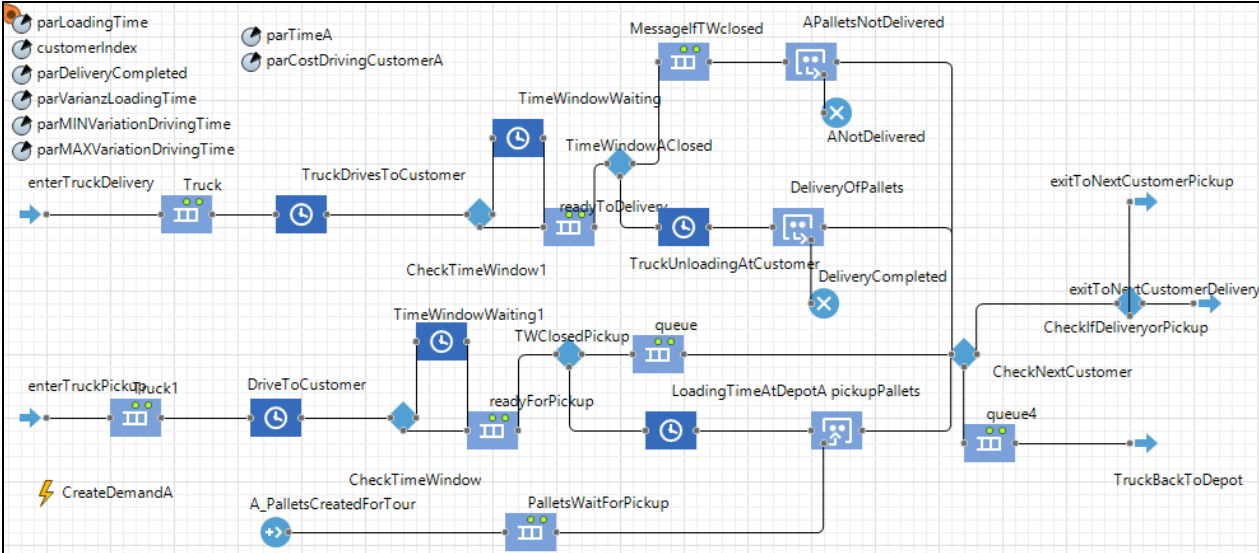 parLoadingTime
customerIndex
parDeliveryCompleted
parVarianzLoadingTime
parMINVariationDrivingTime
parMAXVariationDrivingTime
parTimeA
parCostDrivingCustomerA
MessageIfTWclosed
APalletsNotDelivered
TimeWindowWaiting
ANotDelivered
TimeWindowAClosed
enterTruckDelivery
Truck
TruckDrivesToCustomer
DeliveryOfPallets
exitToNextCustomerPickup
readyToDelivery
CheckTimeWindow1
TruckUnloadingAtCustomer
DeliveryCompleted
exitToNextCustomerDelivery
TimeWindowWaiting1
TWClosedPickup
queue
CheckIfDeliveryorPickup
CheckNextCustomer
enterTruckPickup
Truck1
DriveToCustomer
readyForPickup
LoadingTimeAtDepotA
pickupPallets
queue4
CheckTimeWindow
TruckBackToDepot
CreateDemandA
A_PalletsCreatedForTour
PalletsWaitForPickup